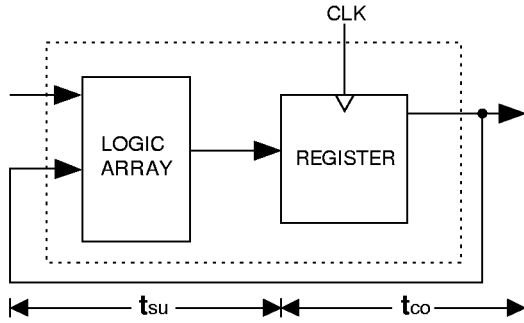 CLK
LOGIC
ARRAY
REGISTER
tsu
tco